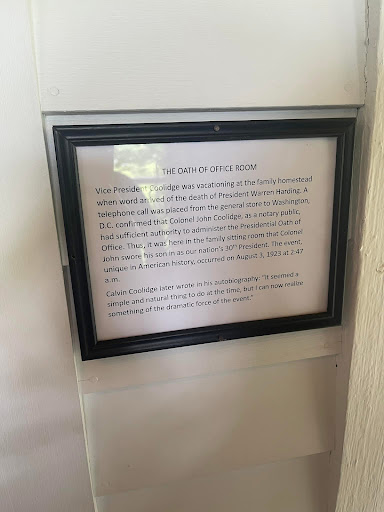 THE OATH OF OFFICE ROOM
Vice President Coolidge was vacationing at the family homestead
when word arrived of the death of President Warren Harding. A
telephone call was placed from the general store to Washington,
D.C. confirmed that Colonel John Coolidge, as a notary public,
had sufficient authority to administer the Presidential Oath of
Office. Thus, it was here in the family sitting room that Colonel
John swore his son in as our nation's 30th President. The event,
unique in American history, occurred on August 3, 1923 at 2:47
a.m.
Calvin Coolidge later wrote in his autobiography: "It seemed a
simple and natural thing to do at the time, but I can now realize
something of the dramatic force of the event."